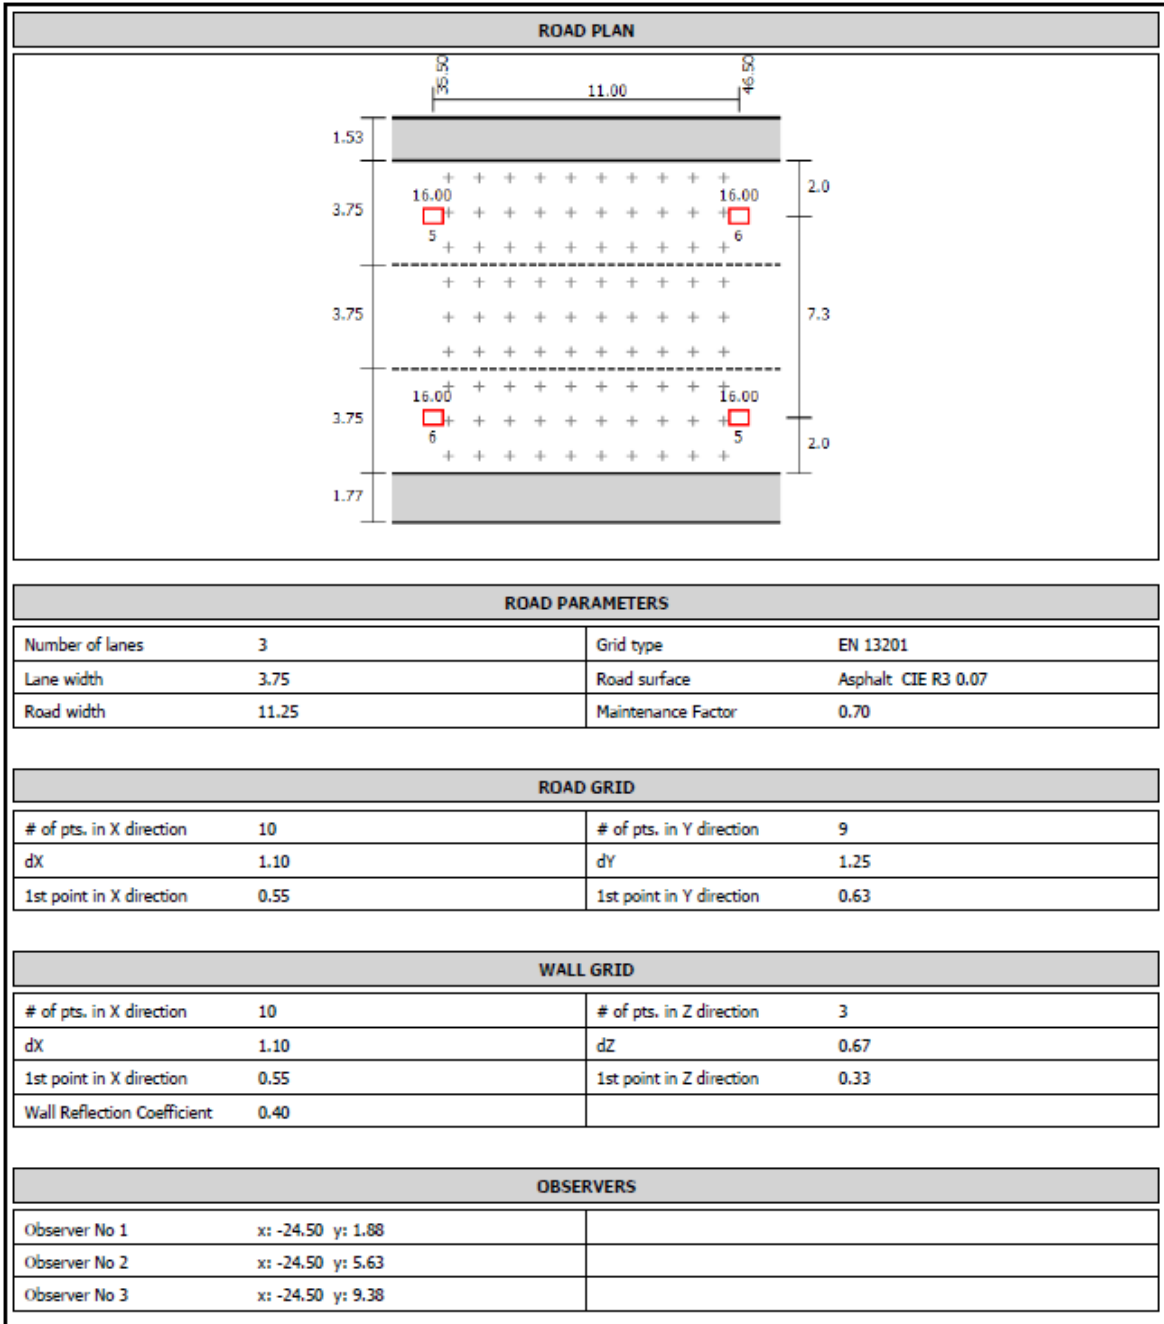 ROAD PLAN
35.50
46.50
11.00
1.53
2.0
16.00
16.00
3.75
5
6
3.75
7.3
16.00
16.00
3.75
6
5
2.0
1.77
ROAD PARAMETERS
Number of lanes 3 Grid type EN 13201
Lane width 3.75 Road surface Asphalt CIE R3 0.07
Road width 11.25 Maintenance Factor 0.70
ROAD GRID
# of pts. in X direction 10 # of pts. in Y direction 9
dX 1.10 dY 1.25
1st point in X direction 0.55 1st point in Y direction 0.63
WALL GRID
# of pts. in X direction 10 # of pts. in Z direction 3
dX 1.10 dZ 0.67
1st point in X direction 0.55 1st point in Z direction 0.33
Wall Reflection Coefficient 0.40
OBSERVERS
Observer No 1 x: -24.50 y: 1.88
Observer No 2 x: -24.50 y: 5.63
Observer No 3 x: -24.50 y: 9.38